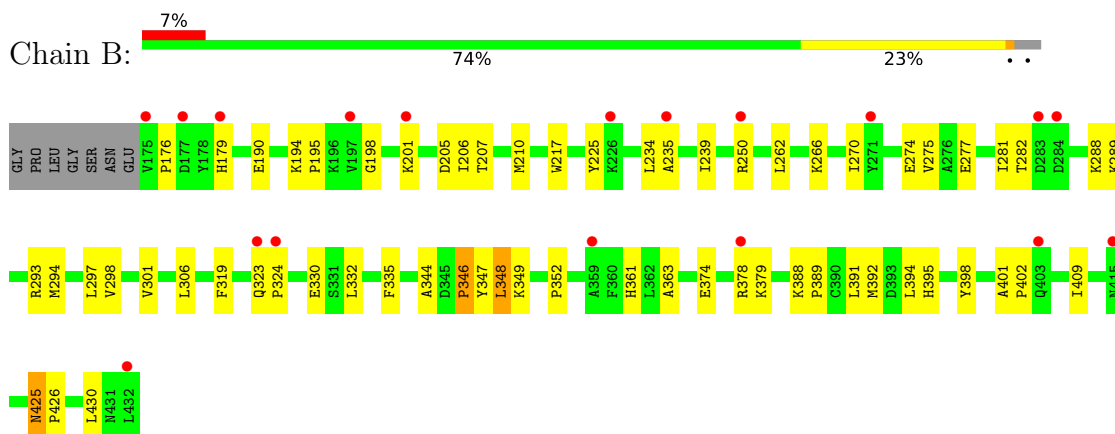 7%
Chain B:
74% 23% • •
GLY PRO LEU GLY SER ASN GLU V175 P176 D177 Y178 H179 E190 K194 P195 K196 V197 G198 K201 D205 I206 T207 M210 W217 Y225 K226 L234 A235 I239 R250 L262 K266 I270 Y271 E274 V275 A276 E277 I281 T282 D283 D284 K288 K289
R293 M294 L297 V298 V301 L306 F319 Q323 P324 E330 S331 L332 F335 A344 D345 P346 Y347 L348 K349 P352 A359 F360 H361 L362 A363 E374 R378 K379 K388 P389 C390 L391 M392 D393 L394 H395 Y398 A401 P402 Q403 I409 N415
N425 P426 L430 N431 L432